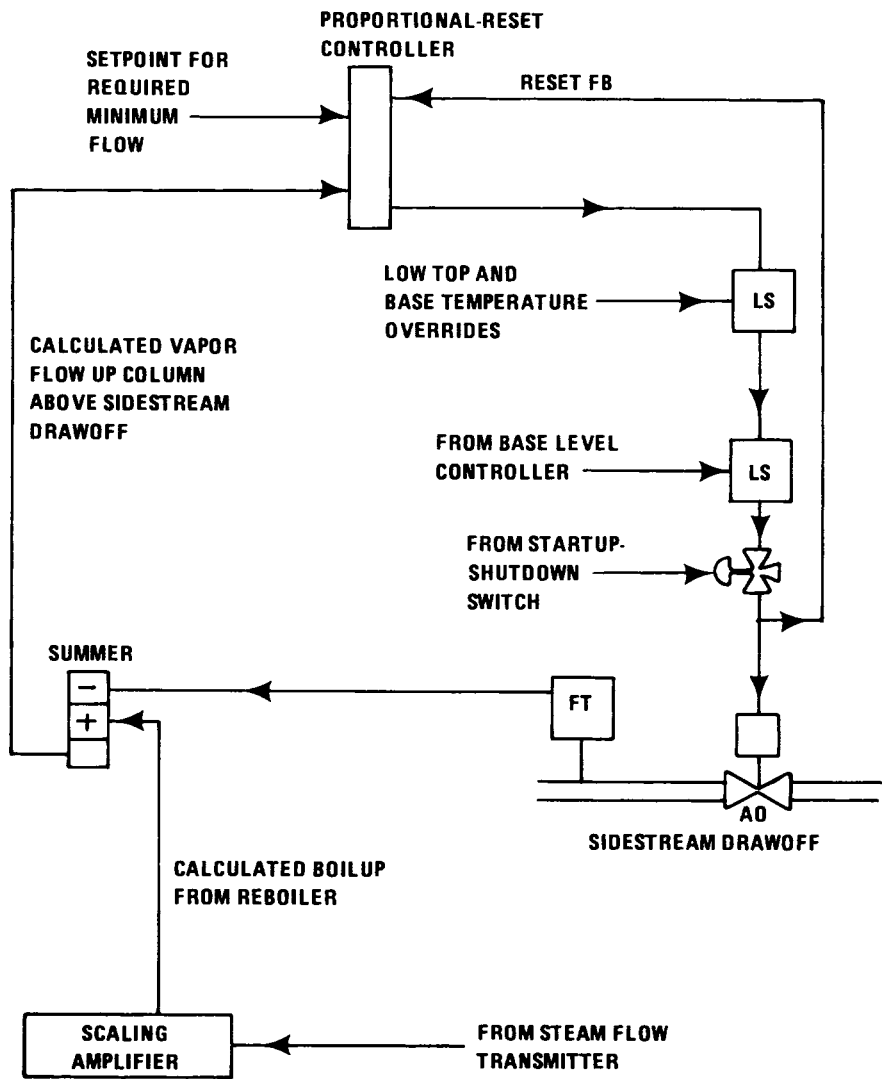 PROPORTIONAL-RESET
CONTROLLER
SETPOINT FOR
REQUIRED
MINIMUM
FLOW
RESET FB
LOW TOP AND
BASE TEMPERATURE
OVERRIDES
LS
CALCULATED VAPOR
FLOW UP COLUMN
ABOVE SIDESTREAM
DRAWOFF
FROM BASE LEVEL
CONTROLLER
LS
FROM STARTUP-
SHUTDOWN
SWITCH
SUMMER
−
+
FT
AO
SIDESTREAM DRAWOFF
CALCULATED BOILUP
FROM REBOILER
SCALING
AMPLIFIER
FROM STEAM FLOW
TRANSMITTER